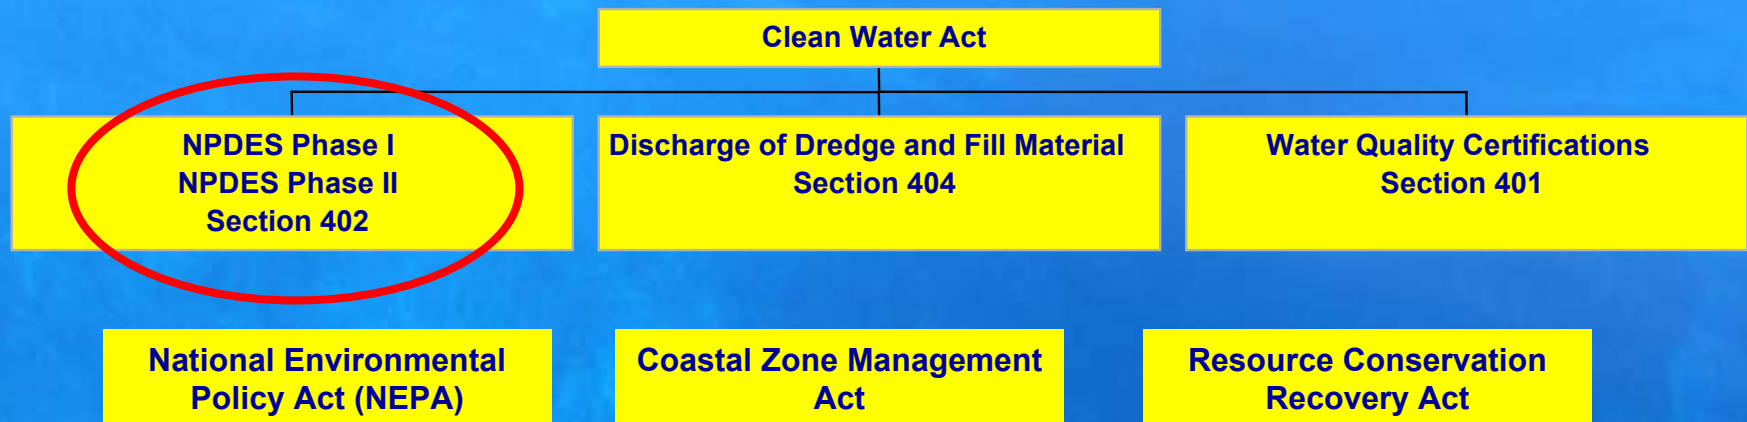 Clean Water Act
NPDES Phase I
NPDES Phase II
Section 402
Discharge of Dredge and Fill Material
Section 404
Water Quality Certifications
Section 401
National Environmental
Policy Act (NEPA)
Coastal Zone Management
Act
Resource Conservation
Recovery Act